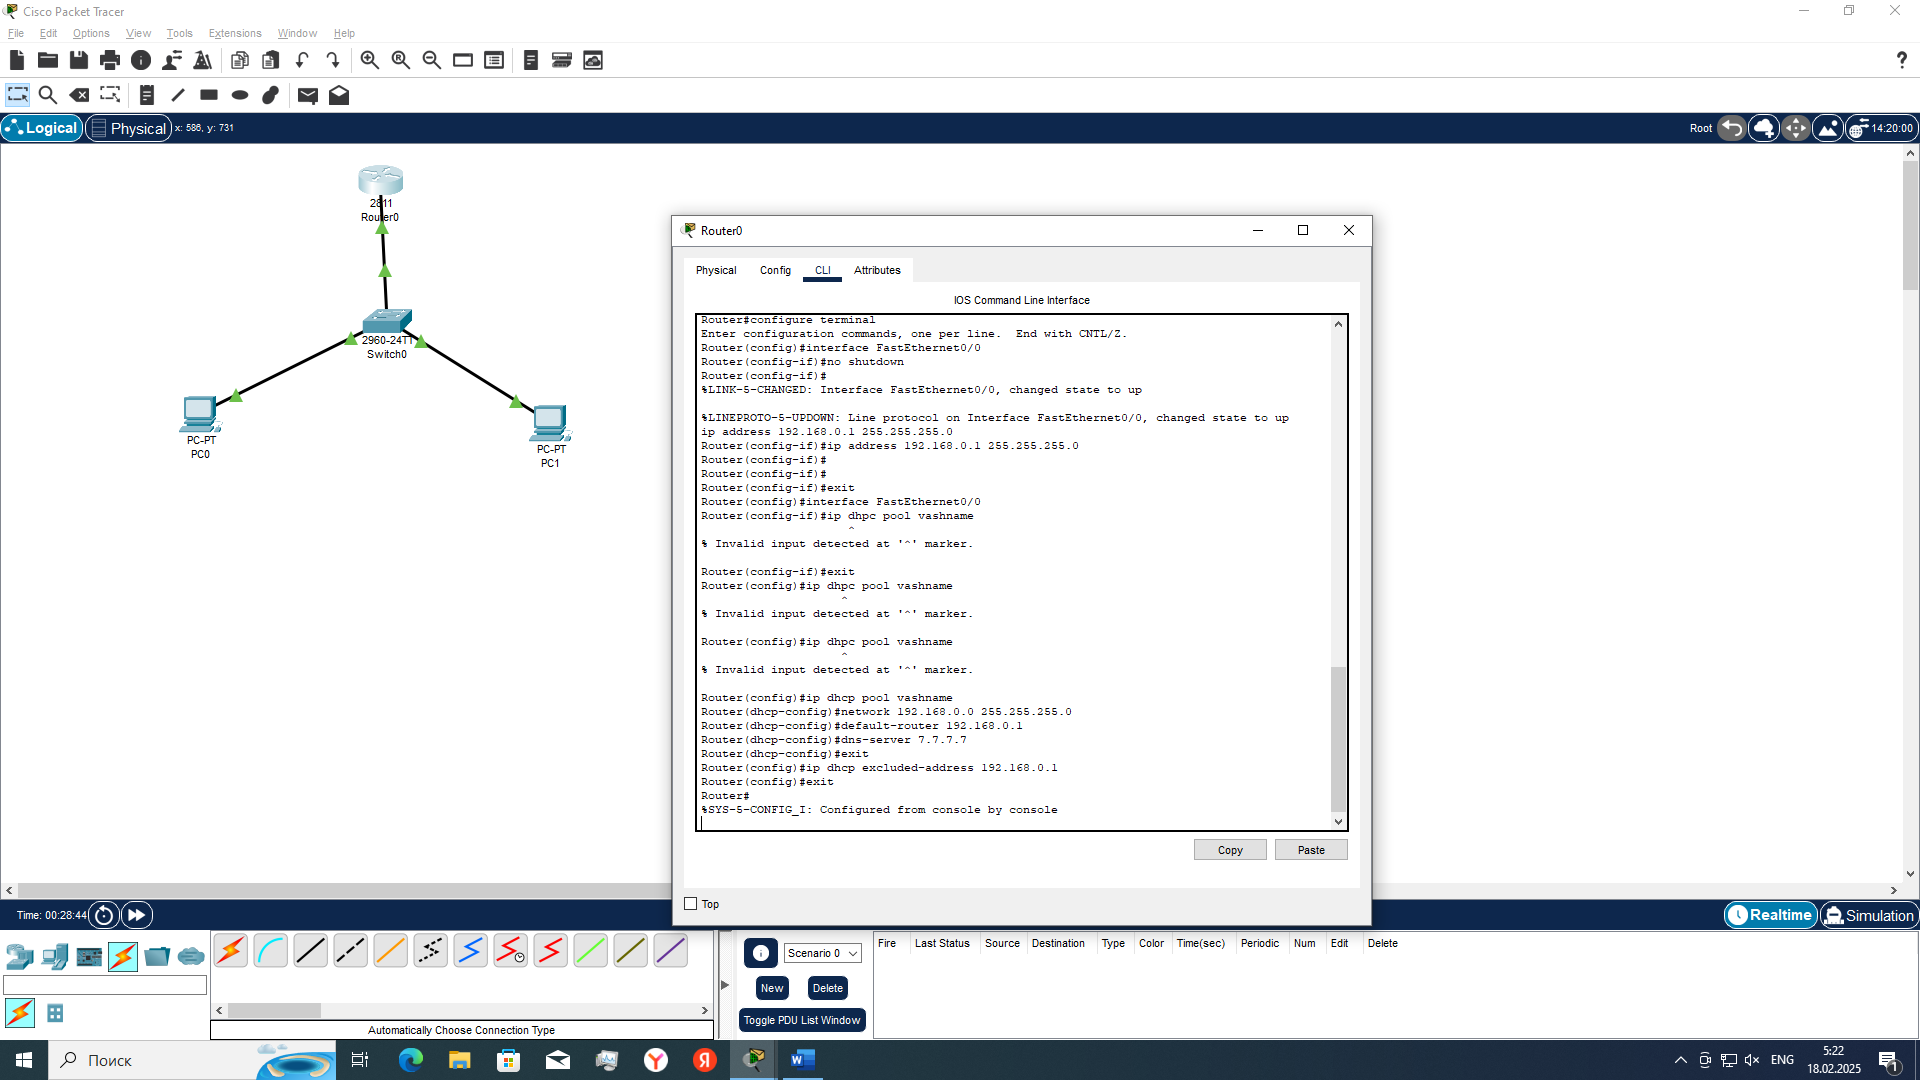 Cisco Packet Tracer
File Edit Options View Tools Extensions Window Help
Logical Physical x: 586, y: 731 Root 14:20:00
2811
Router0
2960-24TT
Switch0
PC-PT
PC0
PC-PT
PC1
Router0
Physical Config CLI Attributes
IOS Command Line Interface
Router#configure terminal
Enter configuration commands, one per line. End with CNTL/Z.
Router(config)#interface FastEthernet0/0
Router(config-if)#no shutdown
Router(config-if)#
%LINK-5-CHANGED: Interface FastEthernet0/0, changed state to up
%LINEPROTO-5-UPDOWN: Line protocol on Interface FastEthernet0/0, changed state to up
ip address 192.168.0.1 255.255.255.0
Router(config-if)#ip address 192.168.0.1 255.255.255.0
Router(config-if)#
Router(config-if)#
Router(config-if)#exit
Router(config)#interface FastEthernet0/0
Router(config-if)#ip dhpc pool vashname
^
% Invalid input detected at '^' marker.
Router(config-if)#exit
Router(config)#ip dhpc pool vashname
^
% Invalid input detected at '^' marker.
Router(config)#ip dhpc pool vashname
^
% Invalid input detected at '^' marker.
Router(config)#ip dhcp pool vashname
Router(dhcp-config)#network 192.168.0.0 255.255.255.0
Router(dhcp-config)#default-router 192.168.0.1
Router(dhcp-config)#dns-server 7.7.7.7
Router(dhcp-config)#exit
Router(config)#ip dhcp excluded-address 192.168.0.1
Router(config)#exit
Router#
%SYS-5-CONFIG_I: Configured from console by console
Copy Paste
Top
Time: 00:28:44 Realtime Simulation
Scenario 0
New Delete
Toggle PDU List Window
Fire Last Status Source Destination Type Color Time(sec) Periodic Num Edit Delete
Automatically Choose Connection Type
Поиск
ENG
5:22
18.02.2025
1